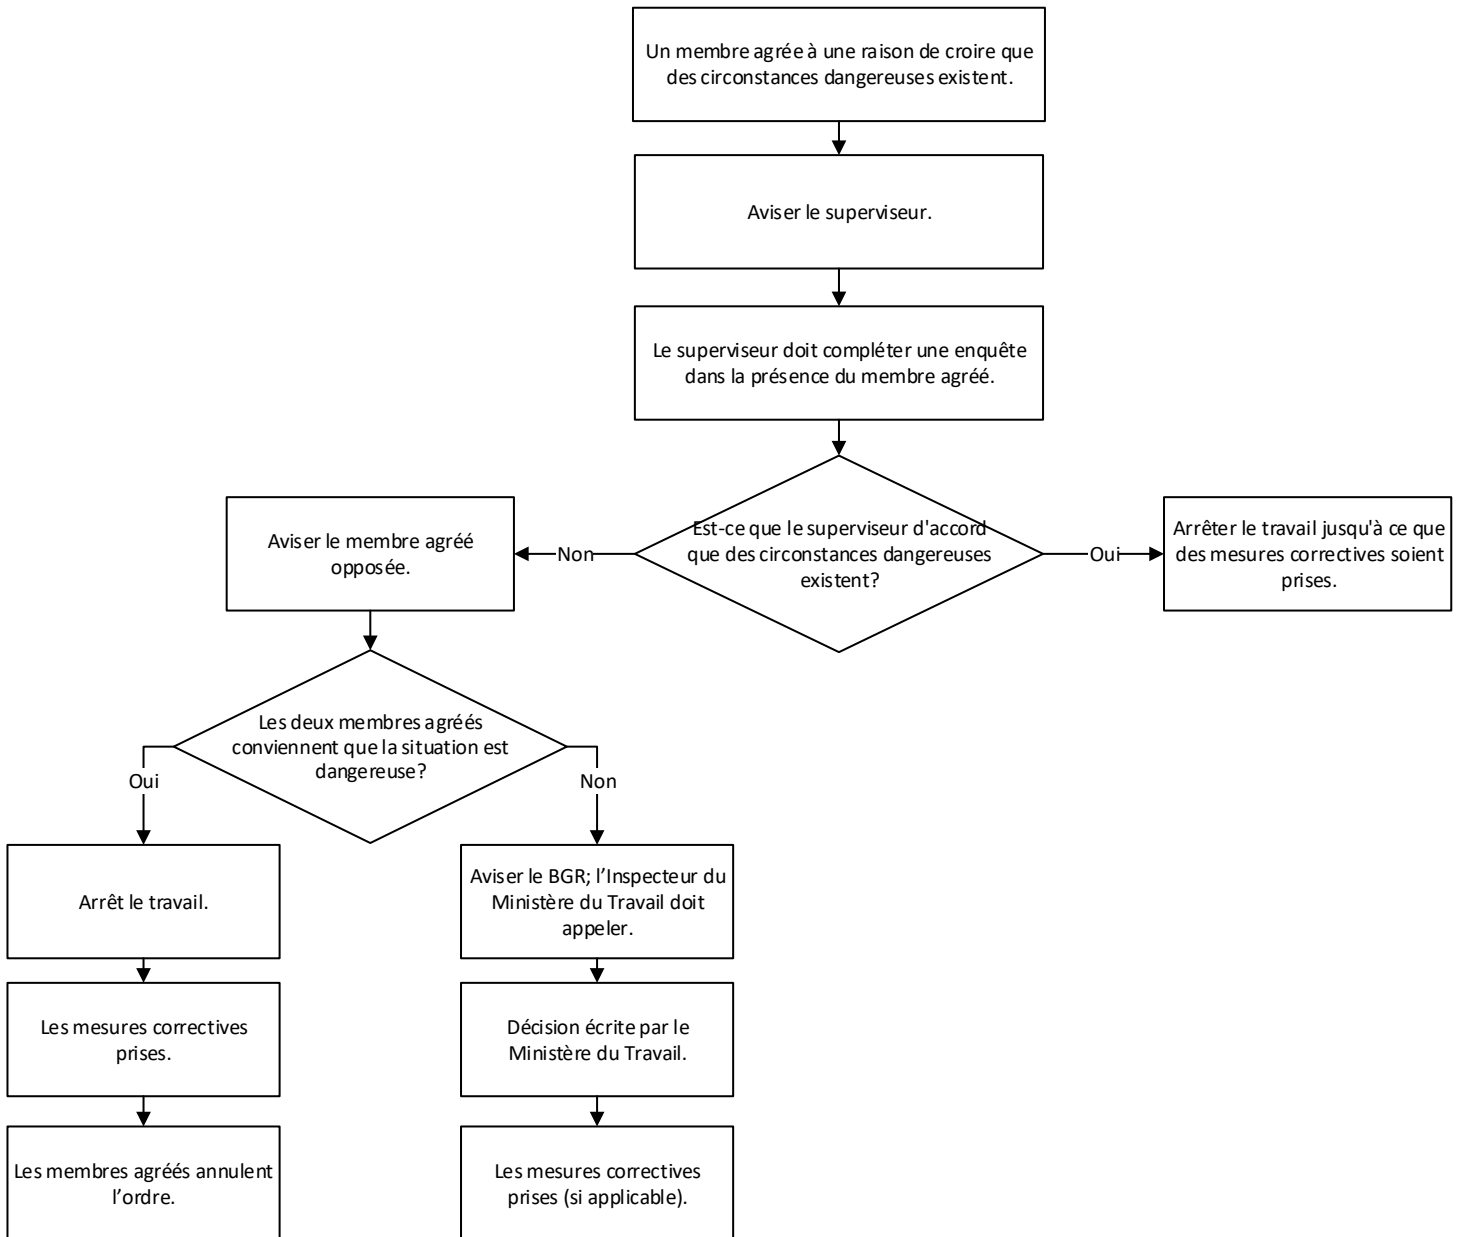 Un membre agrée à une raison de croire que
des circonstances dangereuses existent.
Aviser le superviseur.
Le superviseur doit compléter une enquête
dans la présence du membre agréé.
Est-ce que le superviseur d'accord
que des circonstances dangereuses
existent?
Non
Oui
Aviser le membre agréé
opposée.
Arrêter le travail jusqu'à ce que
des mesures correctives soient
prises.
Les deux membres agréés
conviennent que la situation est
dangereuse?
Oui
Non
Arrêt le travail.
Aviser le BGR; l’Inspecteur du
Ministère du Travail doit
appeler.
Les mesures correctives
prises.
Décision écrite par le
Ministère du Travail.
Les membres agréés annulent
l’ordre.
Les mesures correctives
prises (si applicable).